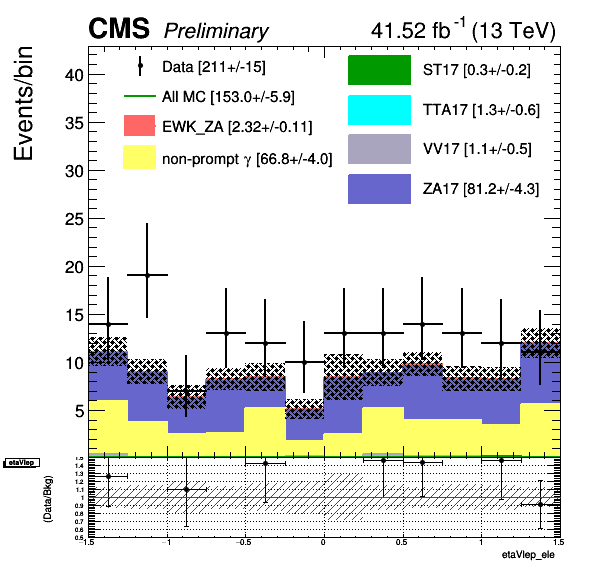 CMS Preliminary 41.52 fb⁻¹ (13 TeV)
Events/bin
40
35
30
25
20
15
10
5
Data [211+/-15]
All MC [153.0+/-5.9]
EWK_ZA [2.32+/-0.11]
non-prompt γ [66.8+/-4.0]
ST17 [0.3+/-0.2]
TTA17 [1.3+/-0.6]
VV17 [1.1+/-0.5]
ZA17 [81.2+/-4.3]
etaVlep
(Data/Bkg)
1.5
1.4
1.3
1.2
1.1
1
0.9
0.8
0.7
0.6
0.5
-1.5 −1 −0.5 0 0.5 1 1.5
etaVlep_ele